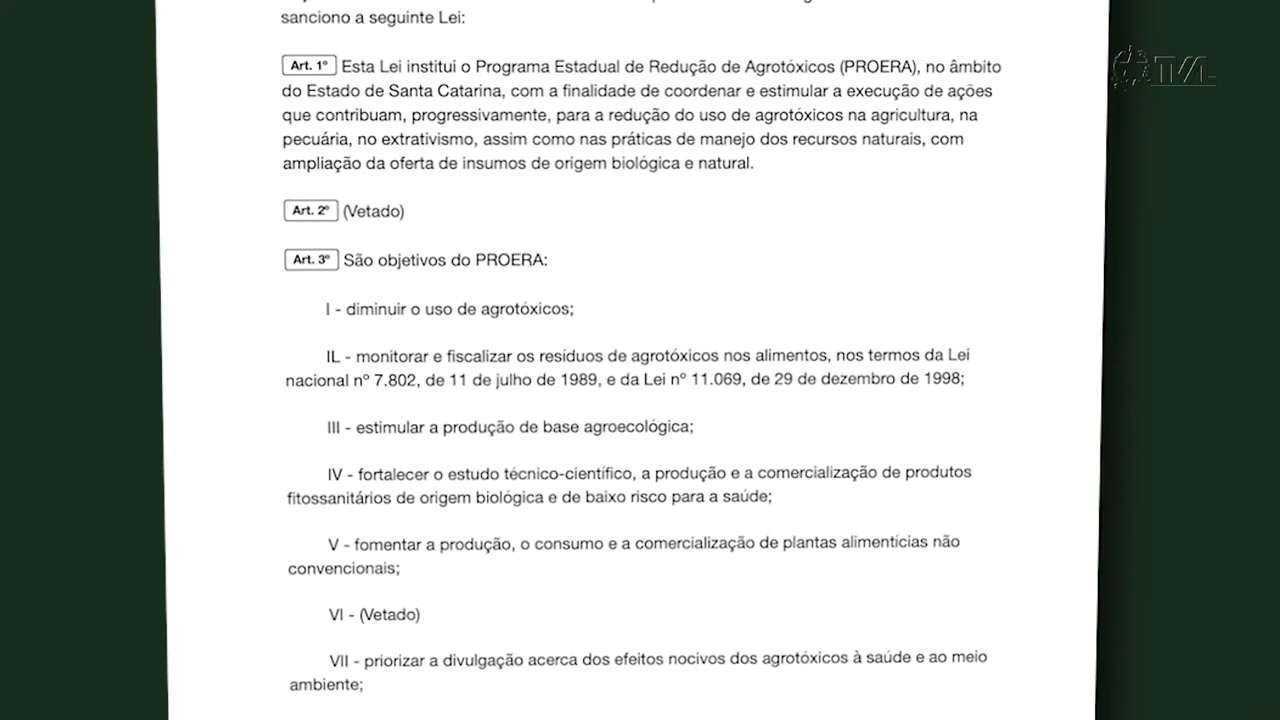 sanciono a seguinte Lei:
Art. 1º Esta Lei institui o Programa Estadual de Redução de Agrotóxicos (PROERA), no âmbito
do Estado de Santa Catarina, com a finalidade de coordenar e estimular a execução de ações
que contribuam, progressivamente, para a redução do uso de agrotóxicos na agricultura, na
pecuária, no extrativismo, assim como nas práticas de manejo dos recursos naturais, com
ampliação da oferta de insumos de origem biológica e natural.
Art. 2º (Vetado)
Art. 3º São objetivos do PROERA:
I - diminuir o uso de agrotóxicos;
IL - monitorar e fiscalizar os resíduos de agrotóxicos nos alimentos, nos termos da Lei
nacional nº 7.802, de 11 de julho de 1989, e da Lei nº 11.069, de 29 de dezembro de 1998;
III - estimular a produção de base agroecológica;
IV - fortalecer o estudo técnico-científico, a produção e a comercialização de produtos
fitossanitários de origem biológica e de baixo risco para a saúde;
V - fomentar a produção, o consumo e a comercialização de plantas alimentícias não
convencionais;
VI - (Vetado)
VII - priorizar a divulgação acerca dos efeitos nocivos dos agrotóxicos à saúde e ao meio
ambiente;